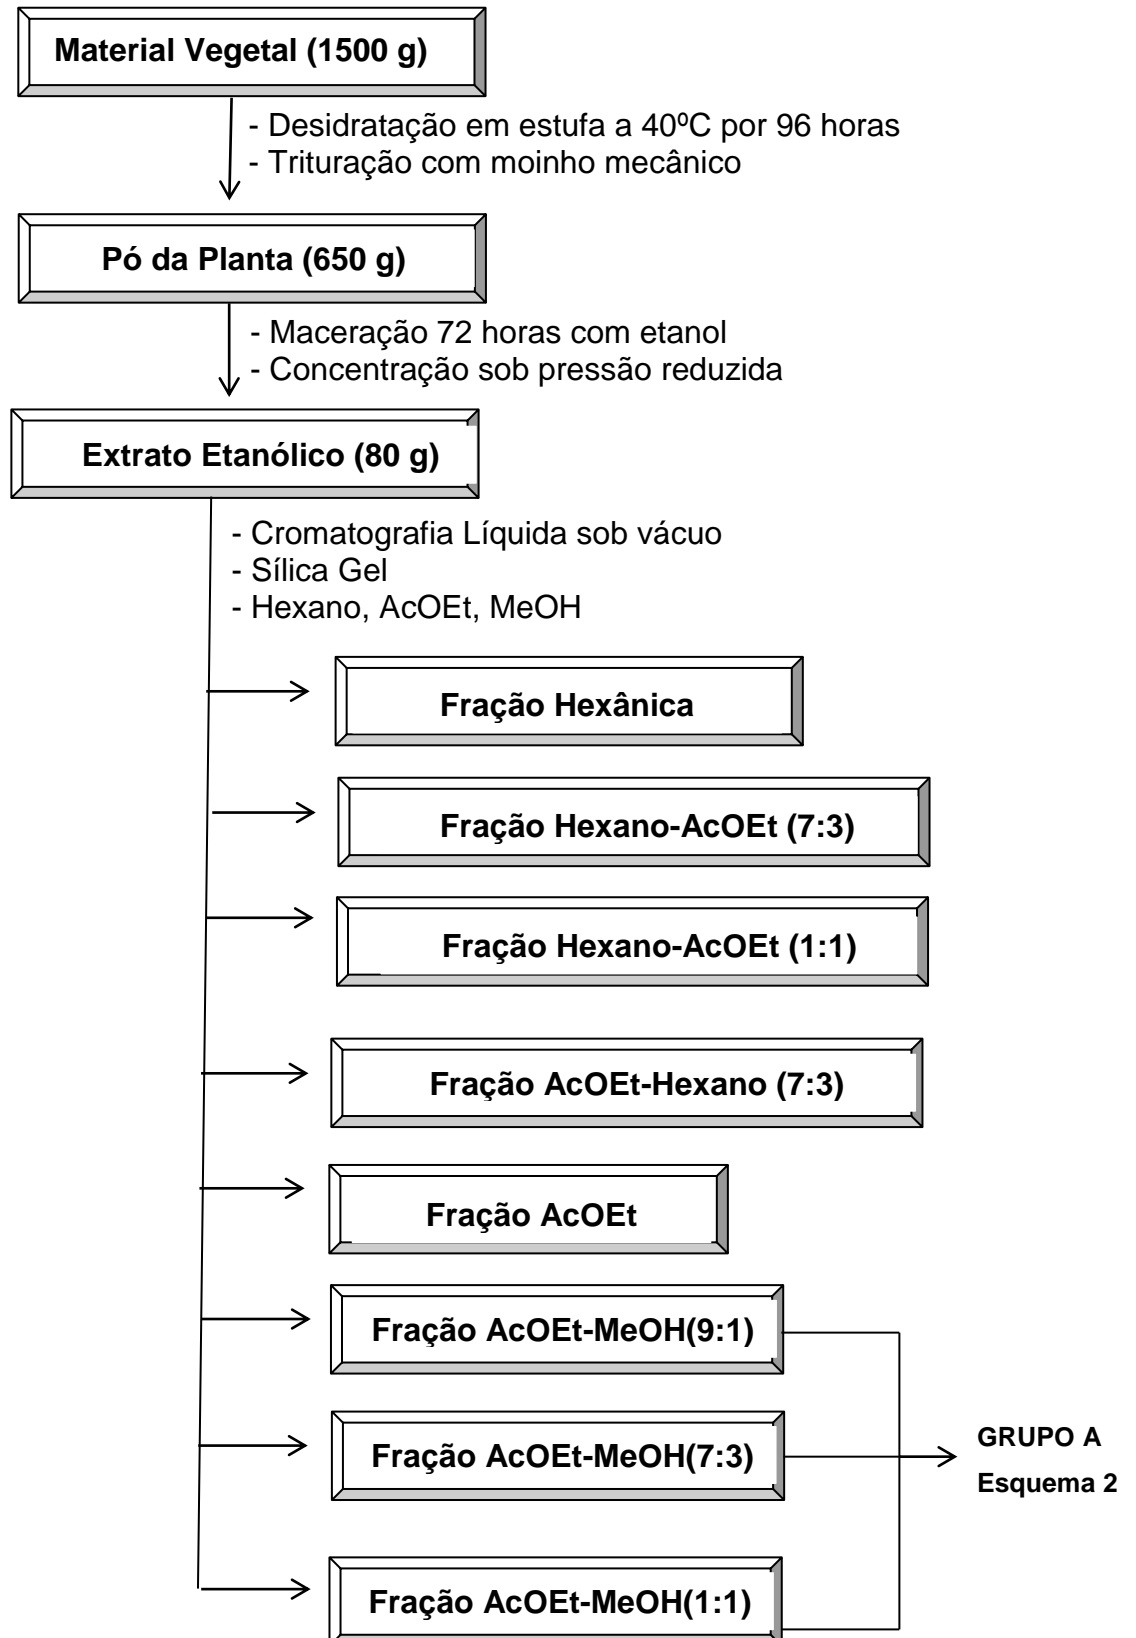 Material Vegetal (1500 g)
- Desidratação em estufa a 40ºC por 96 horas
- Trituração com moinho mecânico
Pó da Planta (650 g)
- Maceração 72 horas com etanol
- Concentração sob pressão reduzida
Extrato Etanólico (80 g)
- Cromatografia Líquida sob vácuo
- Sílica Gel
- Hexano, AcOEt, MeOH
Fração Hexânica
Fração Hexano-AcOEt (7:3)
Fração Hexano-AcOEt (1:1)
Fração AcOEt-Hexano (7:3)
Fração AcOEt
Fração AcOEt-MeOH(9:1)
Fração AcOEt-MeOH(7:3)
GRUPO A
Esquema 2
Fração AcOEt-MeOH(1:1)